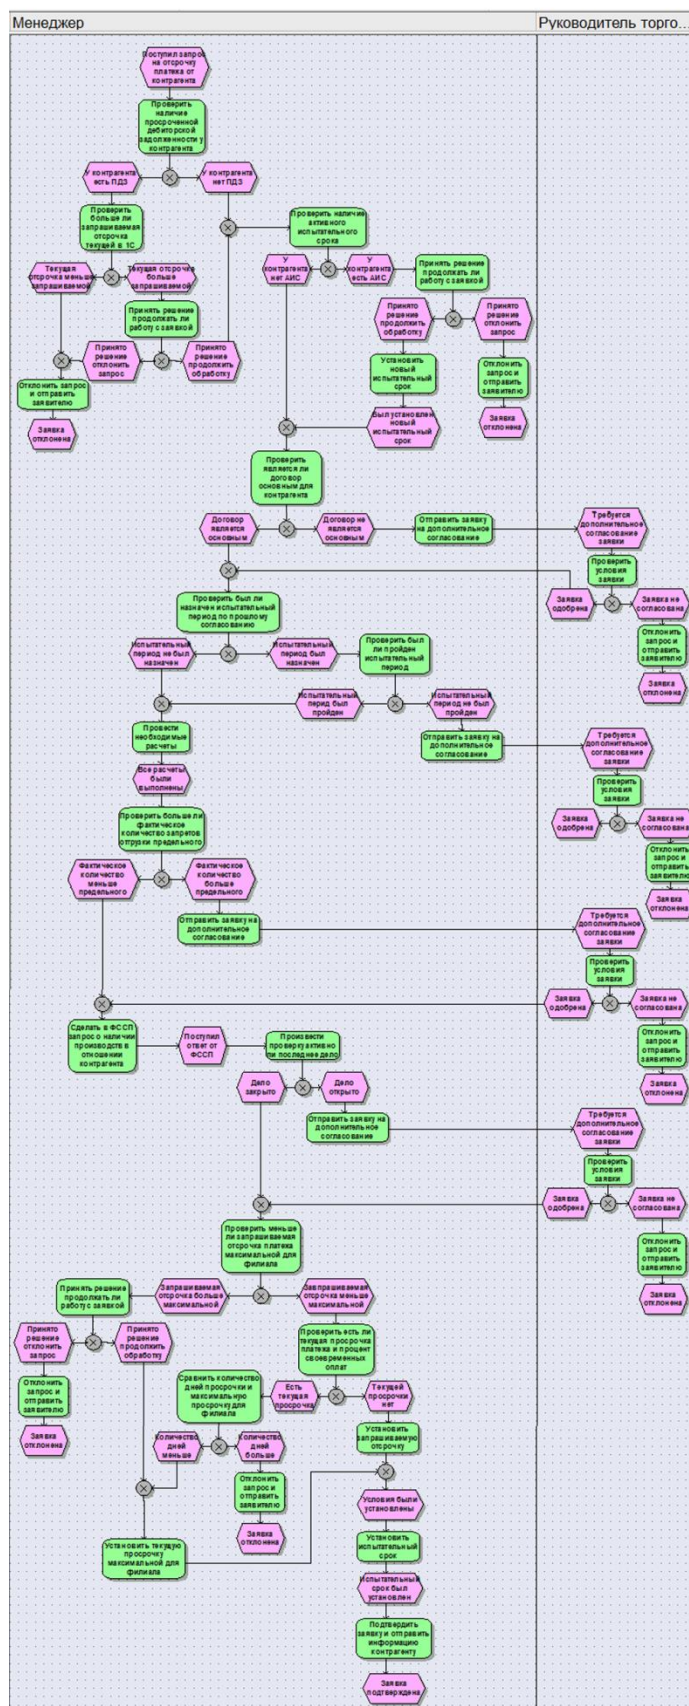 Менеджер
Руководитель торго...
Поступил запрос
на отсрочку
платежа от
контрагента
Проверить
наличие
просроченной
дебиторской
задолженности у
контрагента
У контрагента
есть ПДЗ
У контрагента
нет ПДЗ
Проверить
больше ли
запрашиваемая
отсрочка
текущей в 1С
Проверить наличие
активного
испытательного
срока
Текущая
отсрочка меньше
запрашиваемой
Текущая отсрочка
больше
запрашиваемой
У
контрагента
нет АИС
У
контрагента
есть АИС
Принять решение
продолжать ли
работу с заявкой
Принять решение
продолжать ли
работу с заявкой
Принято
решение
продолжить
обработку
Принято
решение
отклонить
запрос
Принято
решение
отклонить
запрос
Принято
решение
продолжить
обработку
Отклонить запрос
и отправить
заявителю
Установить
новый
испытательный
срок
Отклонить
запрос и
отправить
заявителю
Заявка
отклонена
Был установлен
новый
испытательный
срок
Заявка
отклонена
Проверить
является ли
договор
основным для
контрагента
Договор
является
основным
Договор не
является
основным
Отправить заявку
на дополнительное
согласование
Требуется
дополнительное
согласование
заявки
Проверить
условия
заявки
Проверить был ли
назначен испытательный
период по прошлому
согласованию
Заявка
одобрена
Заявка не
согласована
Отклонить
запрос и
отправить
заявителю
Заявка
отклонена
Испытательный
период не был
назначен
Испытательный
период был
назначен
Проверить был
ли пройден
испытательный
период
Испытательный
перид был
пройден
Испытательный
период не был
пройден
Провести
необходимые
расчеты
Отправить заявку на
дополнительное
согласование
Требуется
дополнительное
согласование
заявки
Все расчеты
были
выполнены
Проверить
условия
заявки
Проверить больше ли
фактическое
количество запретов
отгрузки предельного
Заявка
одобрена
Заявка не
согласована
Отклонить
запрос и
отправить
заявителю
Заявка
отклонена
Фактическое
количество
меньше
предельного
Фактическое
количество
больше
предельного
Отправить заявку на
дополнительное
согласование
Требуется
дополнительное
согласование
заявки
Проверить
условия
заявки
Заявка
одобрена
Заявка не
согласована
Отклонить
запрос и
отправить
заявителю
Заявка
отклонена
Сделать в ФССП
запрос о наличии
производств в
отношении
контрагента
Поступил
ответ от
ФССП
Произвести
проверку активно
ли последнее дело
Дело
закрыто
Дело
открыто
Отправить заявку на
дополнительное
согласование
Требуется
дополнительное
согласование
заявки
Проверить
условия
заявки
Заявка
одобрена
Заявка не
согласована
Отклонить
запрос и
отправить
заявителю
Заявка
отклонена
Проверить меньше
ли запрашиваемая
отсрочка платежа
максимальной для
филиала
Принять решение
продолжать ли
работу с заявкой
Запрашиваемая
отсрочка больше
максимальной
Завпрашиваемая
отсрочка меньше
максимальной
Принято
решение
отклонить
запрос
Принято
решение
продолжить
обработку
Проверить есть ли
текущая просрочка
платежа и процент
своевременных
оплат
Отклонить
запрос и
отправить
заявителю
Заявка
отклонена
Сравнить количество
дней просрочки и
максимальную
просрочку для
филиала
Есть
текущая
просрочка
Текущей
просрочки
нет
Количество
дней
меньше
Количество
дней
больше
Установить
запрашиваемую
отсрочку
Отклонить
запрос и
отправить
заявителю
Заявка
отклонена
Условия были
установлены
Установить текущую
просрочку
максимальной для
филиала
Установить
испытательный
срок
Испытательный
срок был
установлен
Подтвердить
заявку и отправить
информацию
контрагенту
Заявка
подтверждена